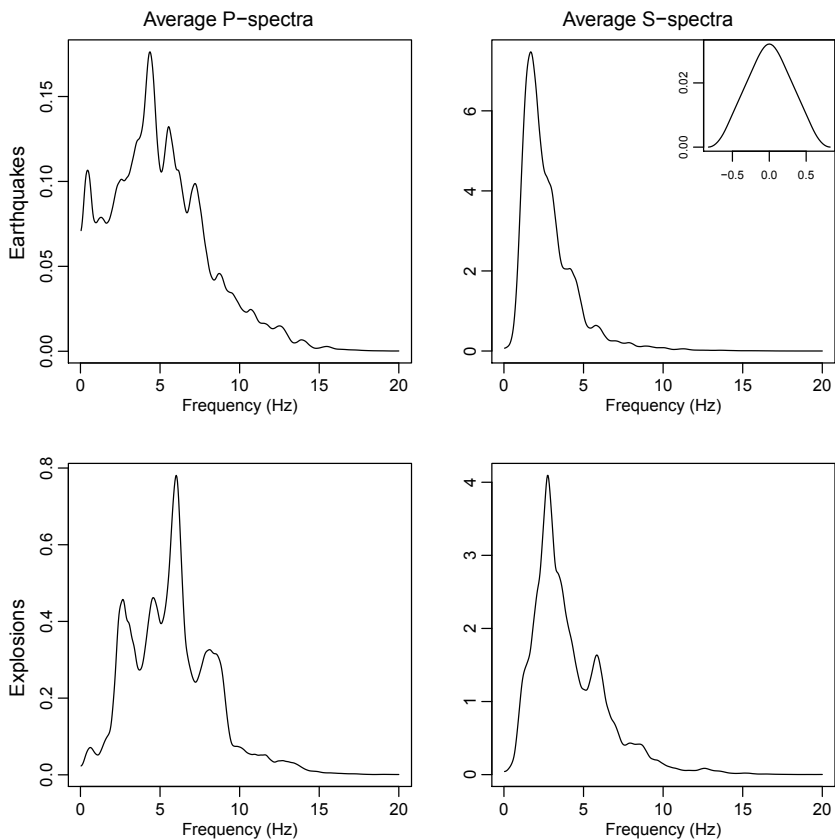 Average P−spectra
Average S−spectra
Earthquakes
0.00 0.05 0.10 0.15
0 5 10 15 20
Frequency (Hz)
0 2 4 6
0 5 10 15 20
Frequency (Hz)
0.00 0.02
−0.5 0.0 0.5
Explosions
0.0 0.2 0.4 0.6 0.8
0 5 10 15 20
Frequency (Hz)
0 1 2 3 4
0 5 10 15 20
Frequency (Hz)